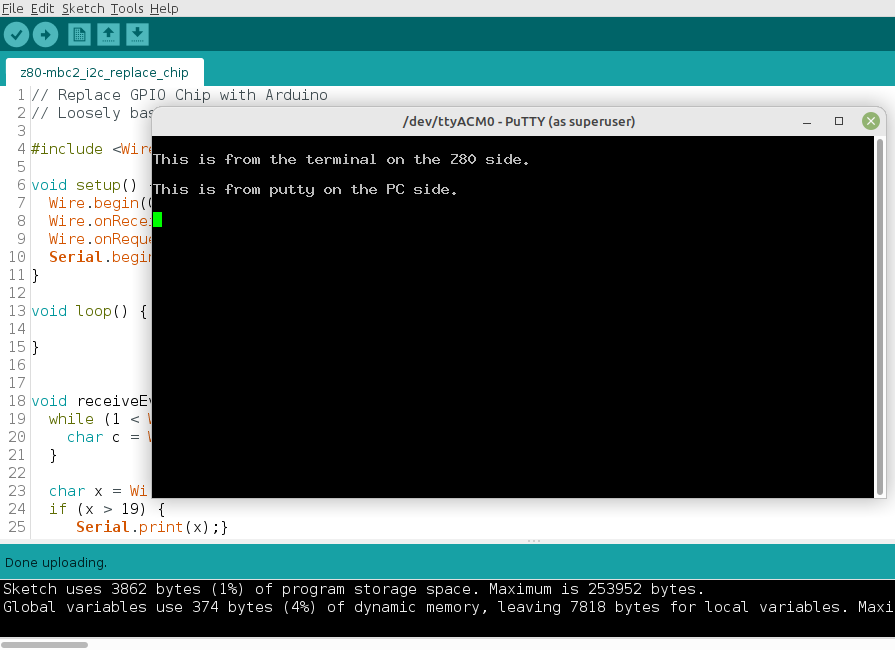 File Edit Sketch Tools Help
z80-mbc2_i2c_replace_chip
1 // Replace GPIO Chip with Arduino
2 // Loosely bas
3
4 #include <Wire
5
6 void setup() {
7 Wire.begin(
8 Wire.onRecei
9 Wire.onReque
10 Serial.begin
11 }
12
13 void loop() {
14
15 }
16
17
18 void receiveEv
19 while (1 < W
20 char c = W
21 }
22
23 char x = Wi
24 if (x > 19) {
25 Serial.print(x);}
/dev/ttyACM0 - PuTTY (as superuser)
This is from the terminal on the Z80 side.
This is from putty on the PC side.
Done uploading.
Sketch uses 3862 bytes (1%) of program storage space. Maximum is 253952 bytes.
Global variables use 374 bytes (4%) of dynamic memory, leaving 7818 bytes for local variables. Maxi